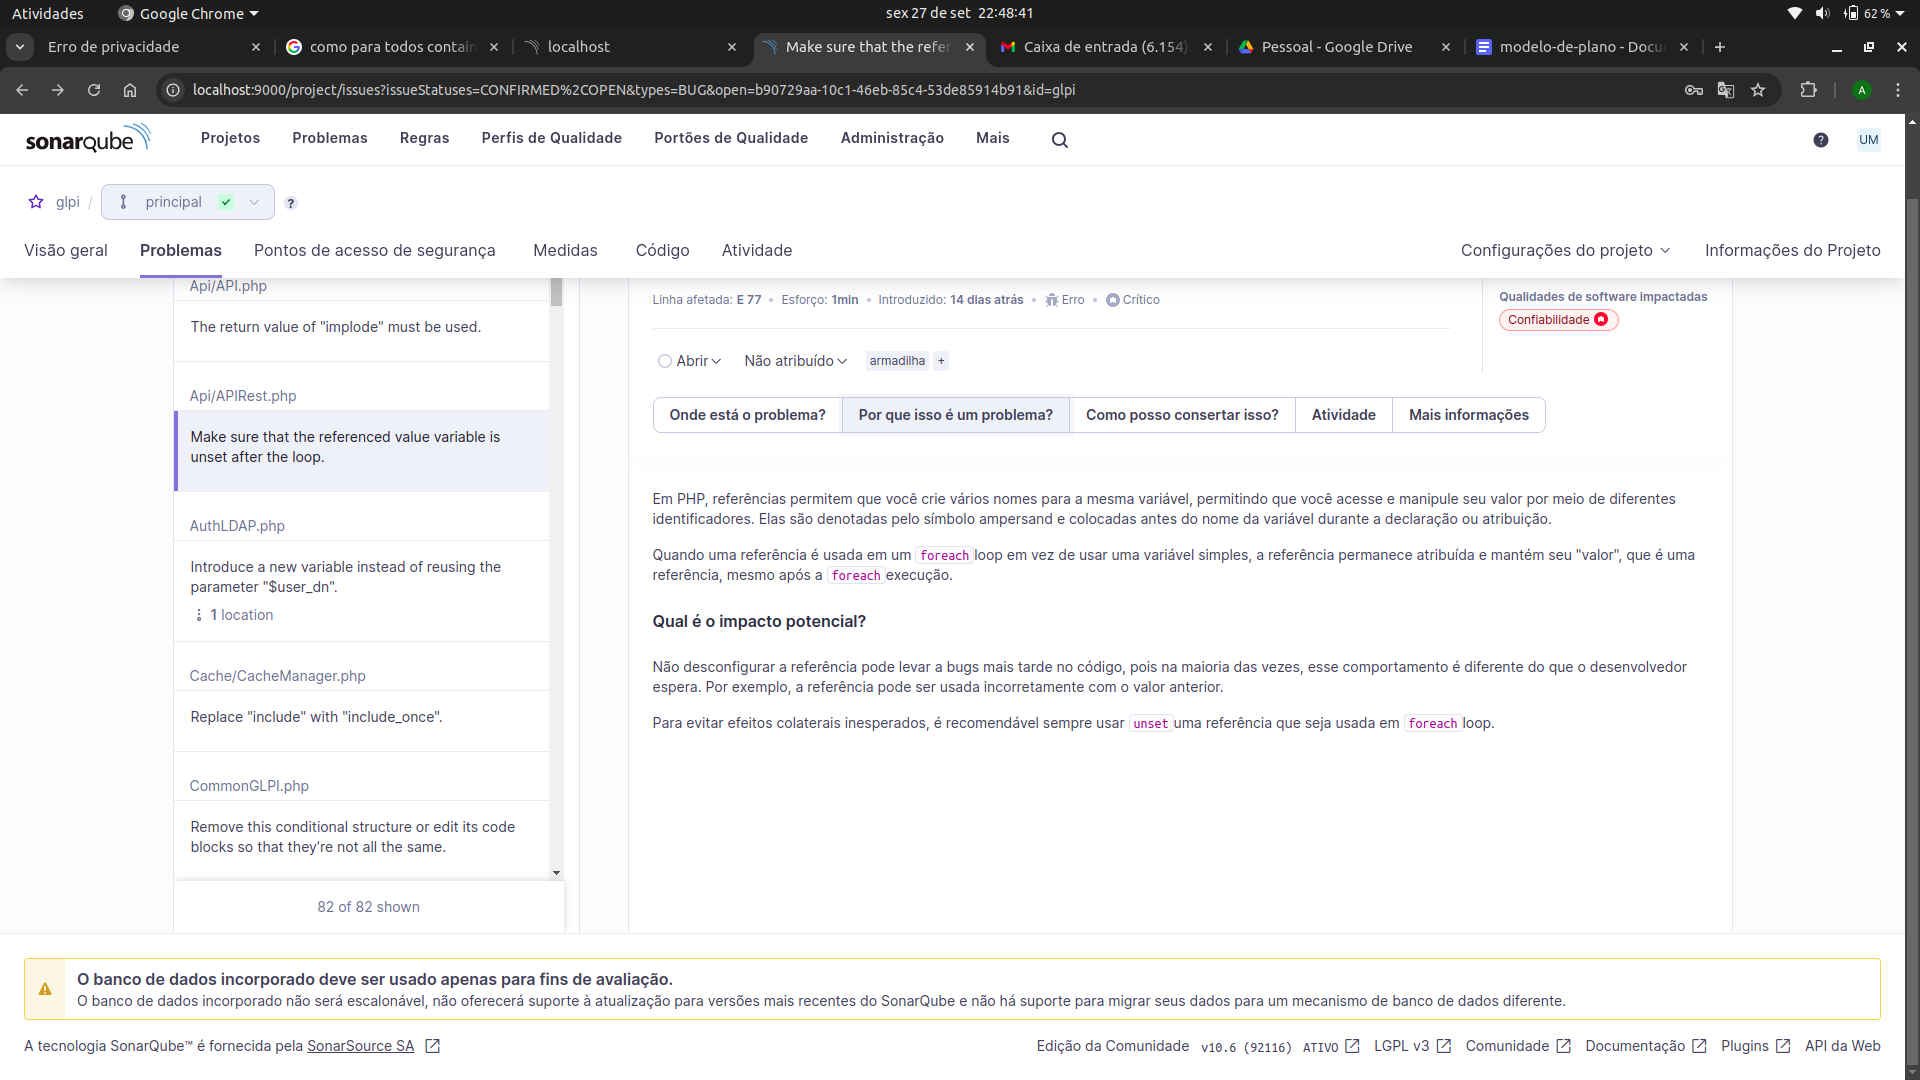 Atividades
Google Chrome
sex 27 de set 22:48:41
62 %
Erro de privacidade
como para todos contain
localhost
Make sure that the refer
Caixa de entrada (6.154)
Pessoal - Google Drive
modelo-de-plano - Docu
localhost:9000/project/issues?issueStatuses=CONFIRMED%2COPEN&types=BUG&open=b90729aa-10c1-46eb-85c4-53de85914b91&id=glpi
A
sonarqube
Projetos
Problemas
Regras
Perfis de Qualidade
Portões de Qualidade
Administração
Mais
UM
glpi / principal
Visão geral
Problemas
Pontos de acesso de segurança
Medidas
Código
Atividade
Configurações do projeto
Informações do Projeto
Api/API.php
The return value of "implode" must be used.
Api/APIRest.php
Make sure that the referenced value variable is
unset after the loop.
AuthLDAP.php
Introduce a new variable instead of reusing the
parameter "$user_dn".
1 location
Cache/CacheManager.php
Replace "include" with "include_once".
CommonGLPI.php
Remove this conditional structure or edit its code
blocks so that they're not all the same.
82 of 82 shown
Linha afetada: E 77 • Esforço: 1min • Introduzido: 14 dias atrás • Erro • Crítico
Qualidades de software impactadas
Confiabilidade
Abrir
Não atribuído
armadilha
+
Onde está o problema?
Por que isso é um problema?
Como posso consertar isso?
Atividade
Mais informações
Em PHP, referências permitem que você crie vários nomes para a mesma variável, permitindo que você acesse e manipule seu valor por meio de diferentes
identificadores. Elas são denotadas pelo símbolo ampersand e colocadas antes do nome da variável durante a declaração ou atribuição.
Quando uma referência é usada em um foreach loop em vez de usar uma variável simples, a referência permanece atribuída e mantém seu "valor", que é uma
referência, mesmo após a foreach execução.
Qual é o impacto potencial?
Não desconfigurar a referência pode levar a bugs mais tarde no código, pois na maioria das vezes, esse comportamento é diferente do que o desenvolvedor
espera. Por exemplo, a referência pode ser usada incorretamente com o valor anterior.
Para evitar efeitos colaterais inesperados, é recomendável sempre usar unset uma referência que seja usada em foreach loop.
O banco de dados incorporado deve ser usado apenas para fins de avaliação.
O banco de dados incorporado não será escalonável, não oferecerá suporte à atualização para versões mais recentes do SonarQube e não há suporte para migrar seus dados para um mecanismo de banco de dados diferente.
A tecnologia SonarQube™ é fornecida pela SonarSource SA
Edição da Comunidade
v10.6 (92116)
ATIVO
LGPL v3
Comunidade
Documentação
Plugins
API da Web